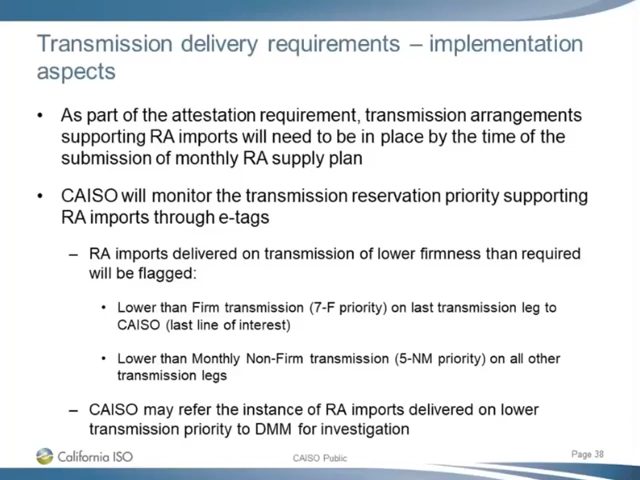 Transmission delivery requirements – implementation
aspects
• As part of the attestation requirement, transmission arrangements
supporting RA imports will need to be in place by the time of the
submission of monthly RA supply plan
• CAISO will monitor the transmission reservation priority supporting
RA imports through e-tags
– RA imports delivered on transmission of lower firmness than required
will be flagged:
• Lower than Firm transmission (7-F priority) on last transmission leg to
CAISO (last line of interest)
• Lower than Monthly Non-Firm transmission (5-NM priority) on all other
transmission legs
– CAISO may refer the instance of RA imports delivered on lower
transmission priority to DMM for investigation
California ISO
CAISO Public
Page 38